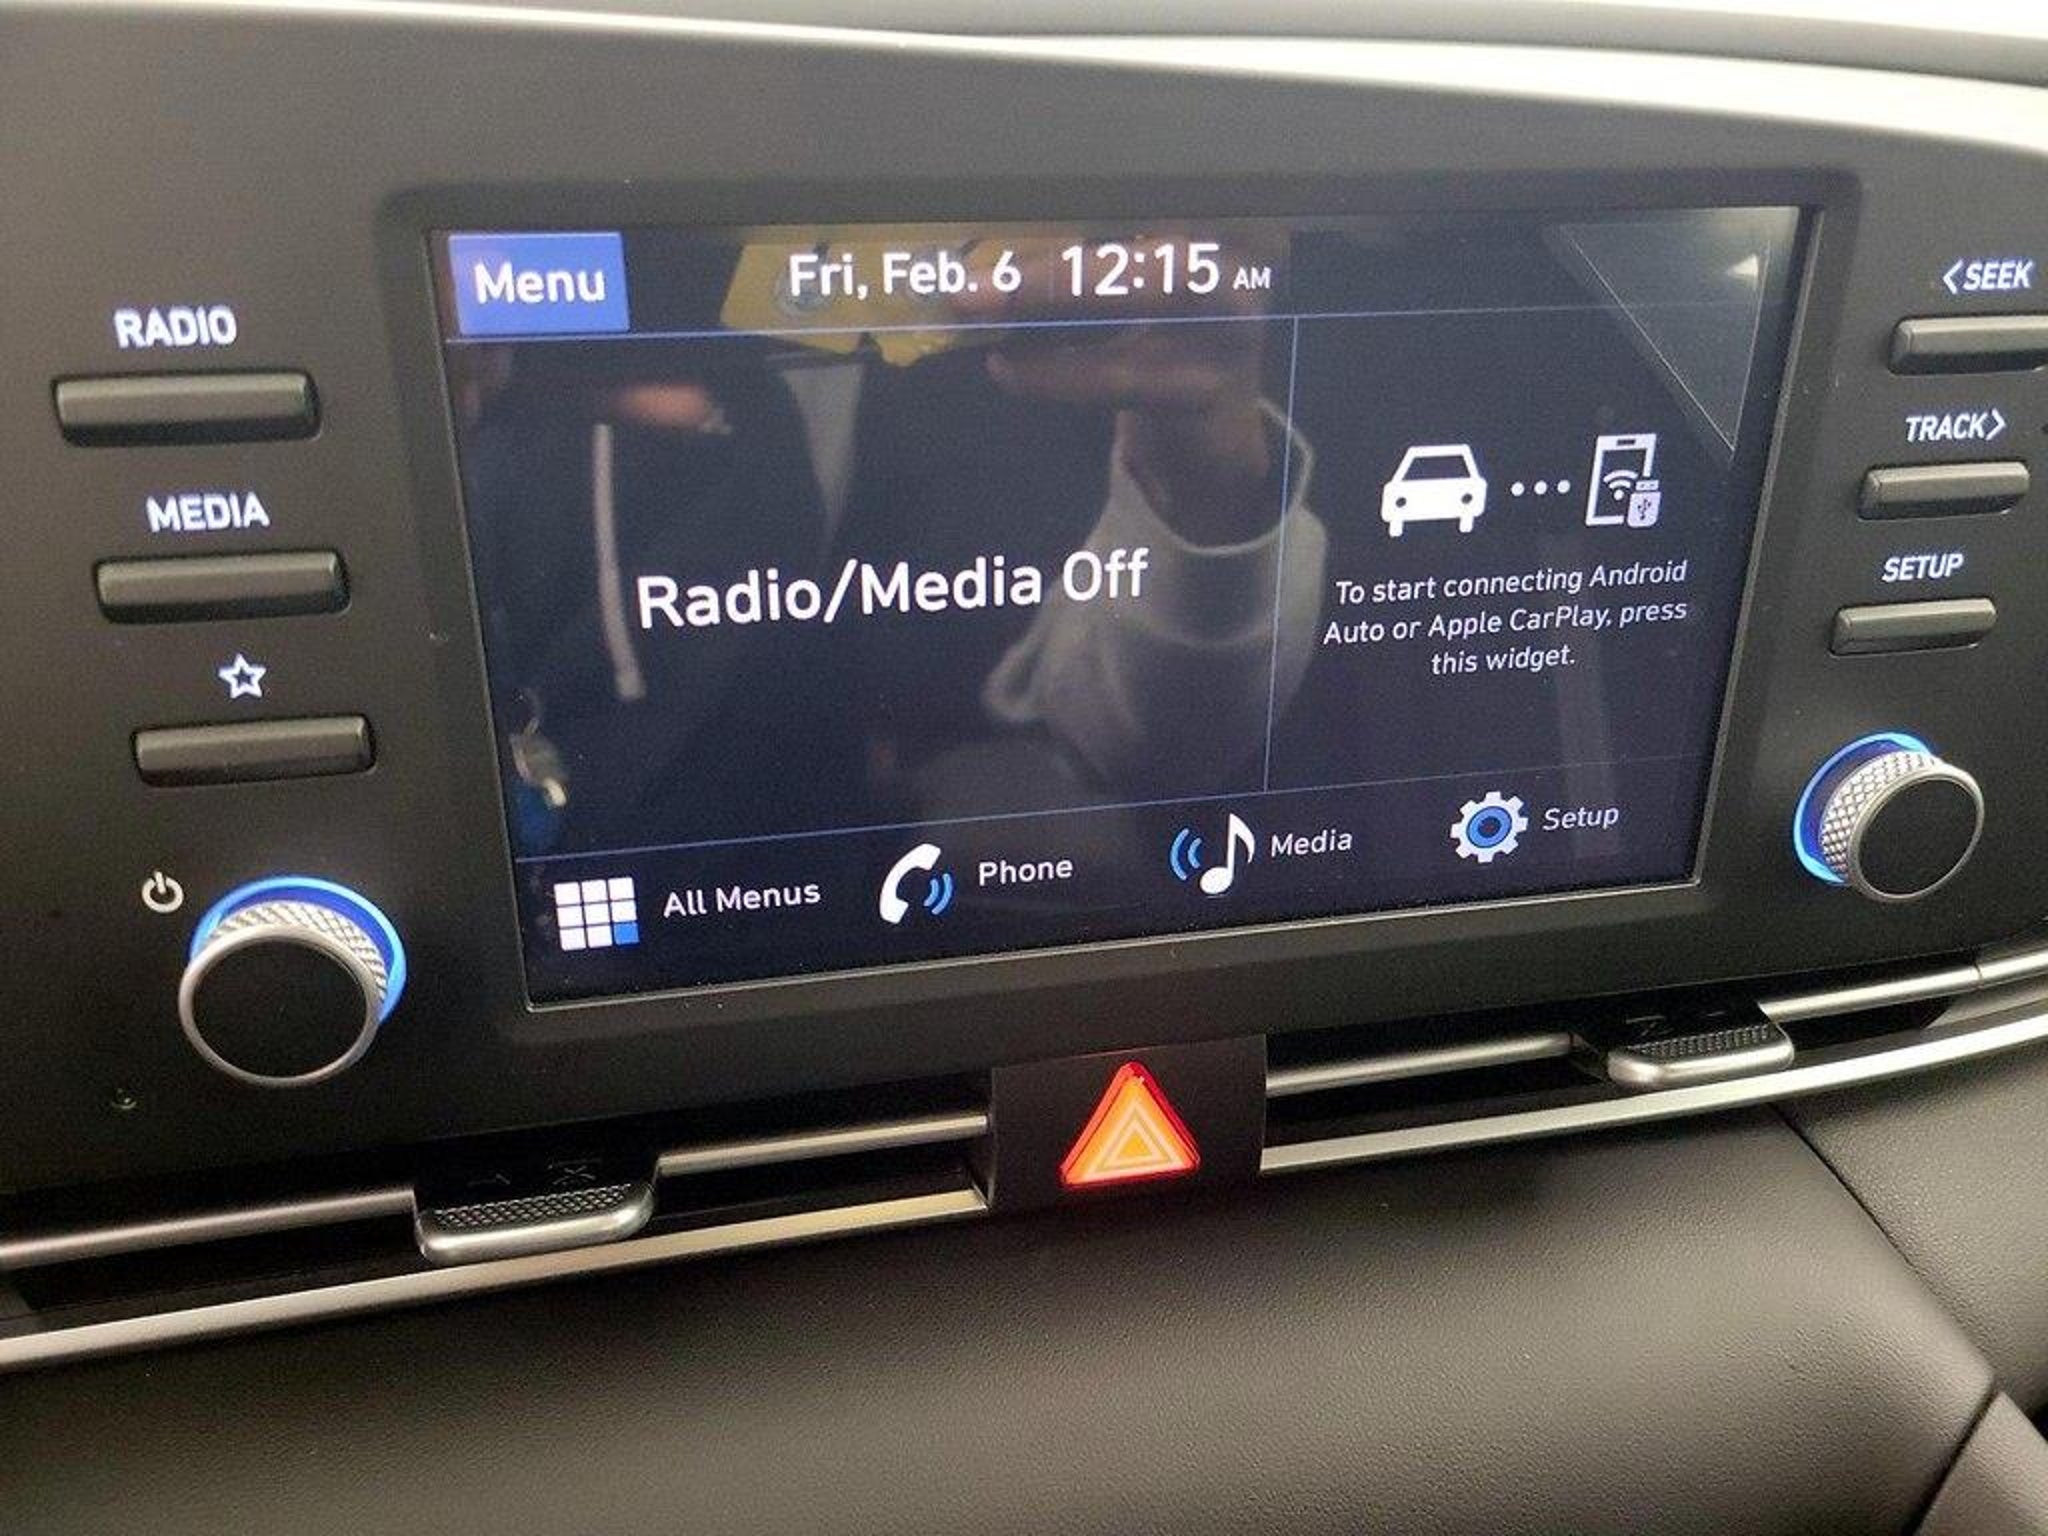 Menu
Fri, Feb. 6 12:15 AM
RADIO
MEDIA
Radio/Media Off
To start connecting Android
Auto or Apple CarPlay, press
this widget.
All Menus
Phone
Media
Setup
<SEEK
TRACK>
SETUP